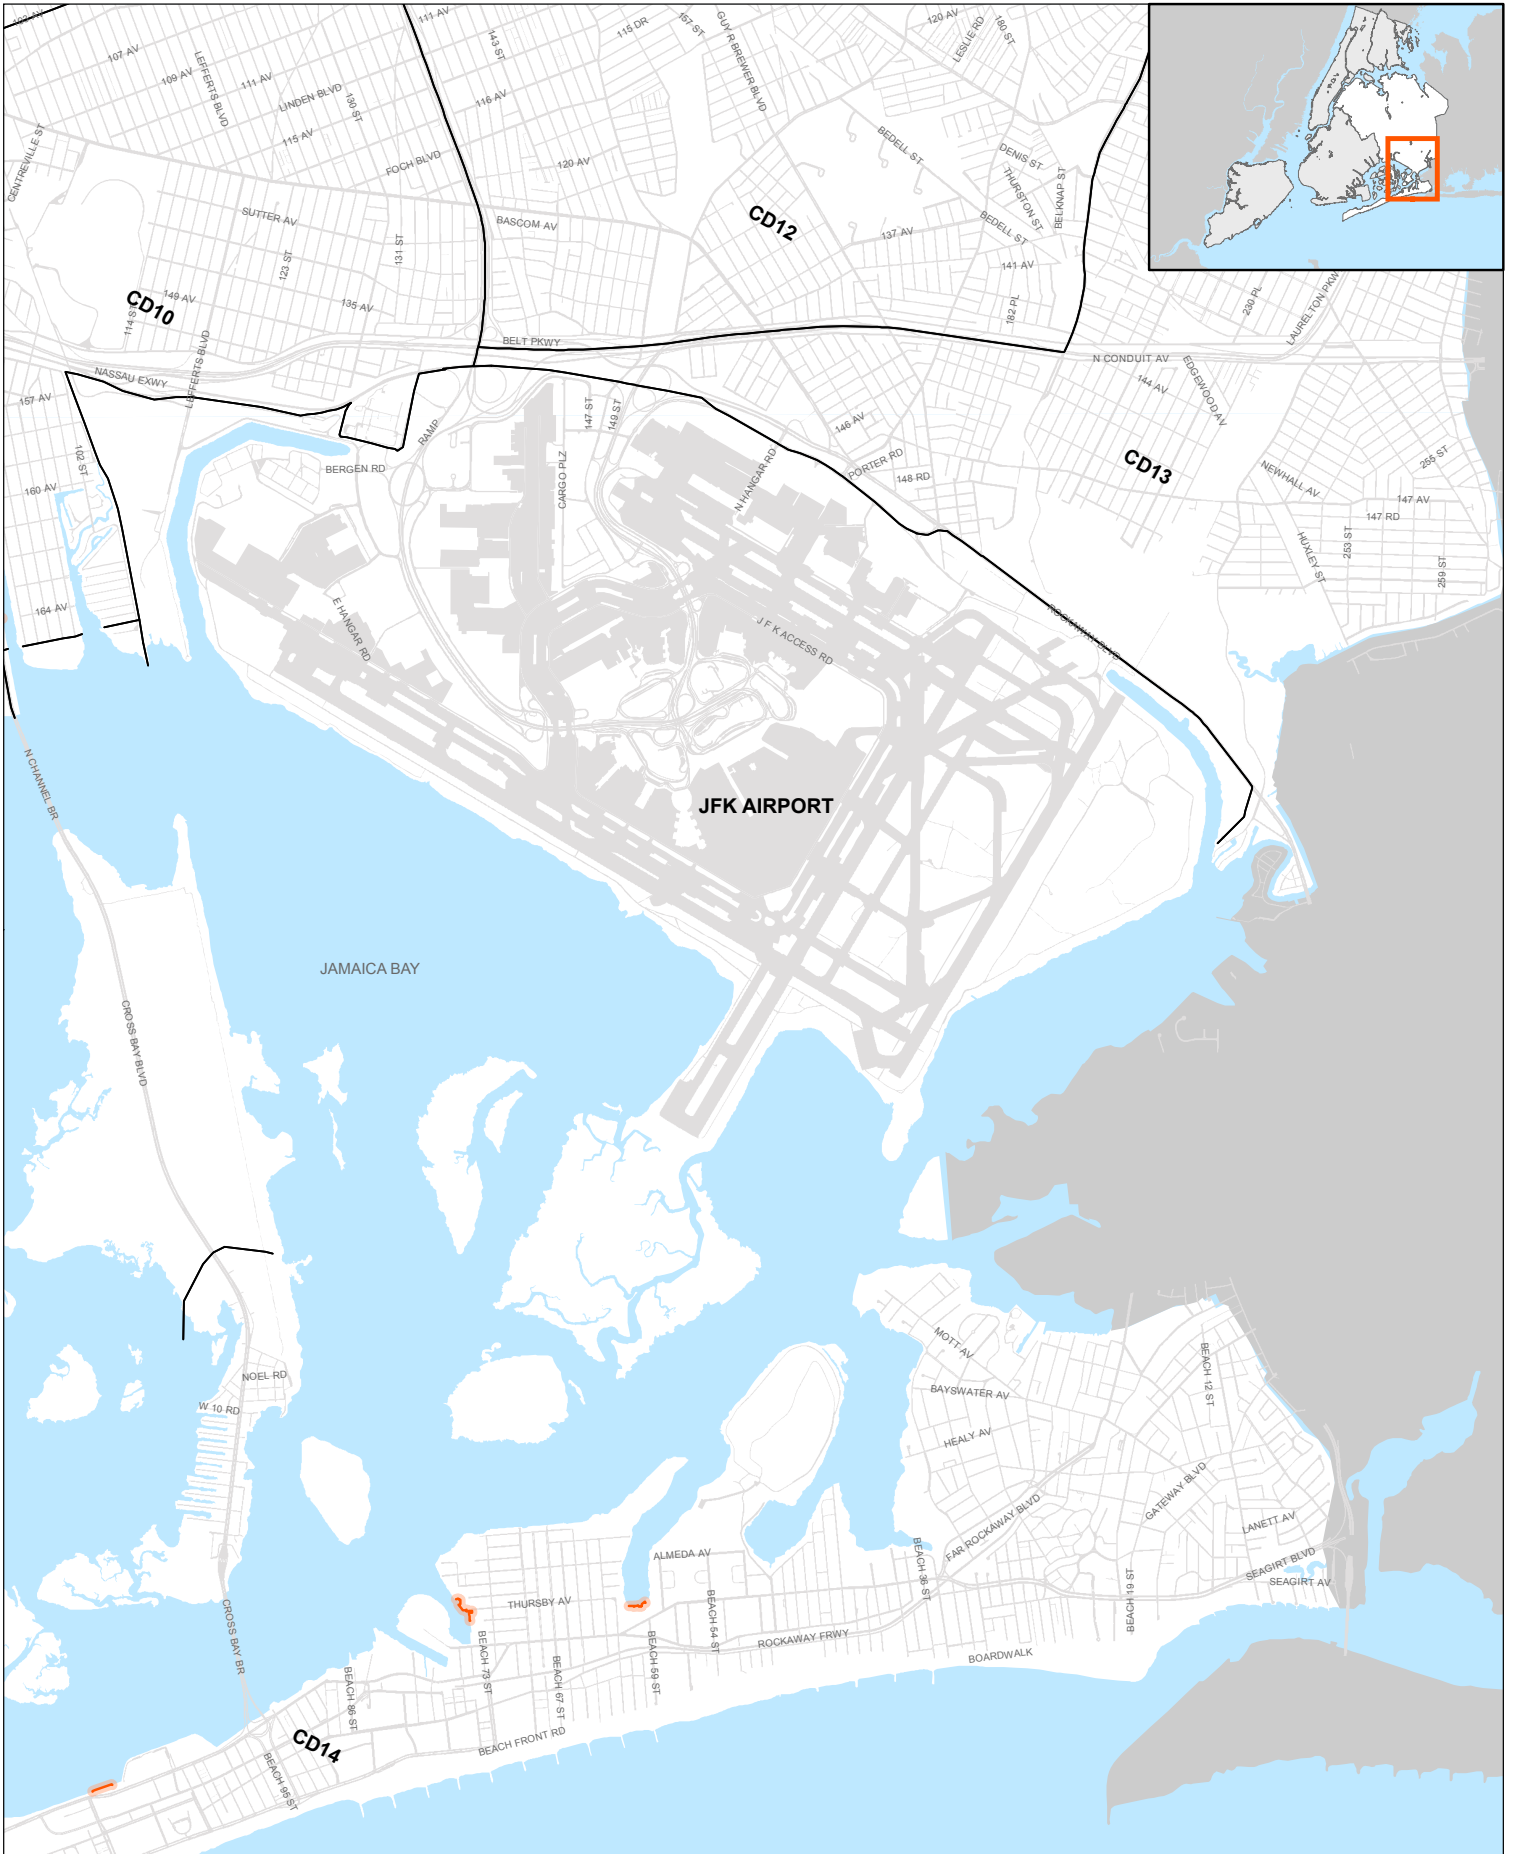 103 AV
107 AV
109 AV
LEFFERTS BLVD
111 AV
LINDEN BLVD
130 ST
115 AV
FOCH BLVD
CENTREVILLE ST
111 AV
143 ST
115 DR
157 ST
GUY R BREWER BLVD
116 AV
120 AV
120 AV
LESLIE RD
180 ST
BEDELL ST
DENIS ST
THURSTON ST
BELKNAP ST
BEDELL ST
137 AV
141 AV
182 PL
CD12
BASCOM AV
SUTTER AV
123 ST
131 ST
135 AV
149 AV
114 ST
CD10
LEFFERTS BLVD
NASSAU EXWY
BELT PKWY
N CONDUIT AV
230 PL
LAURELTON PKWY
144 AV
EDGEWOOD AV
157 AV
102 ST
160 AV
164 AV
BERGEN RD
RAMP
147 ST
149 ST
CARGO PLZ
N HANGAR RD
146 AV
PORTER RD
148 RD
CD13
NEWHALL AV
255 ST
147 AV
147 RD
253 ST
HUXLEY ST
259 ST
E HANGAR RD
J F K ACCESS RD
ROCKAWAY BLVD
N CHANNEL BR
JFK AIRPORT
JAMAICA BAY
CROSS BAY BLVD
NOEL RD
W 10 RD
MOTT AV
BAYSWATER AV
HEALY AV
BEACH 12 ST
GATEWAY BLVD
LANETT AV
FAR ROCKAWAY BLVD
SEAGIRT BLVD
SEAGIRT AV
BEACH 19 ST
BEACH 36 ST
ALMEDA AV
THURSBY AV
BEACH 54 ST
BEACH 59 ST
BEACH 67 ST
BEACH 73 ST
ROCKAWAY FRWY
BOARDWALK
CROSS BAY BR
BEACH 86 ST
BEACH FRONT RD
CD14
BEACH 95 ST